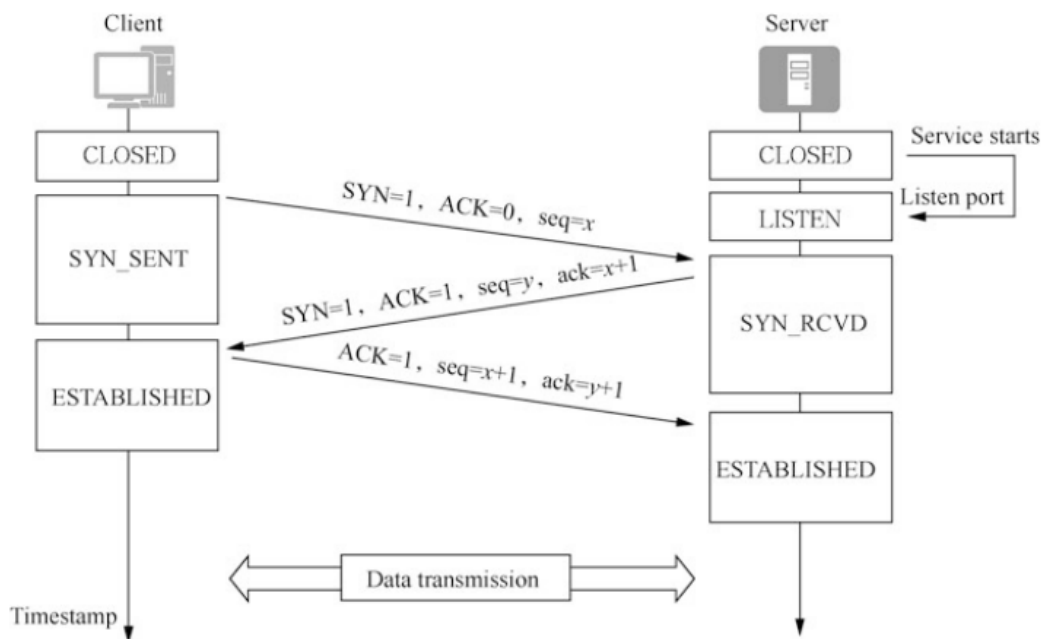 Client
Server
CLOSED
CLOSED
Service starts
SYN=1, ACK=0, seq=x
Listen port
LISTEN
SYN_SENT
SYN=1, ACK=1, seq=y, ack=x+1
SYN_RCVD
ACK=1, seq=x+1, ack=y+1
ESTABLISHED
ESTABLISHED
Data transmission
Timestamp